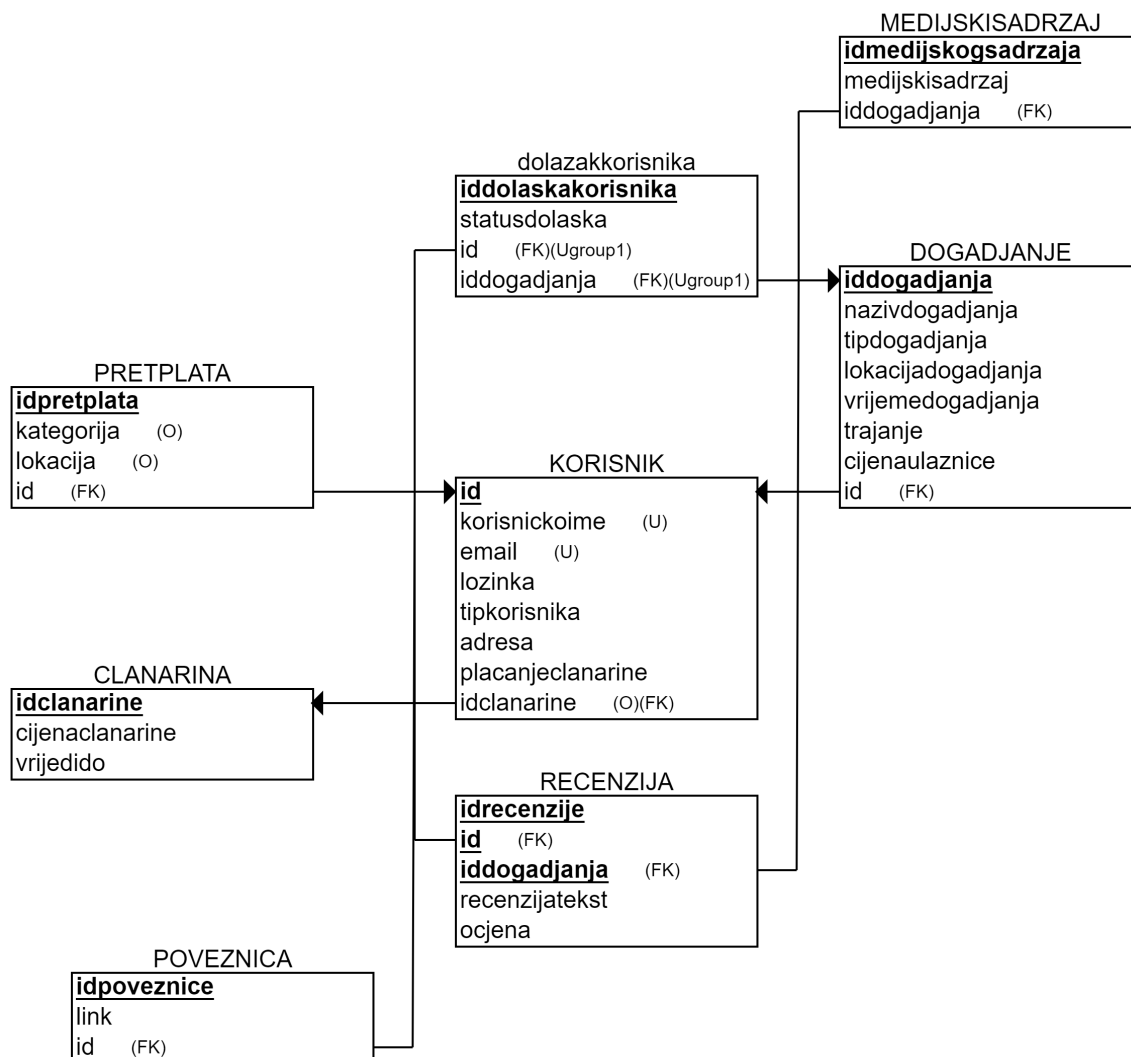 MEDIJSKISADRZAJ
idmedijskogsadrzaja
medijskisadrzaj
iddogadjanja (FK)
dolazakkorisnika
iddolaskakorisnika
statusdolaska
id (FK)(Ugroup1)
iddogadjanja (FK)(Ugroup1)
DOGADJANJE
iddogadjanja
nazivdogadjanja
tipdogadjanja
lokacijadogadjanja
vrijemedogadjanja
trajanje
cijenaulaznice
id (FK)
PRETPLATA
idpretplata
kategorija (O)
lokacija (O)
id (FK)
KORISNIK
id
korisnickoime (U)
email (U)
lozinka
tipkorisnika
adresa
placanjeclanarine
idclanarine (O)(FK)
CLANARINA
idclanarine
cijenaclanarine
vrijedido
RECENZIJA
idrecenzije
id (FK)
iddogadjanja (FK)
recenzijatekst
ocjena
POVEZNICA
idpoveznice
link
id (FK)